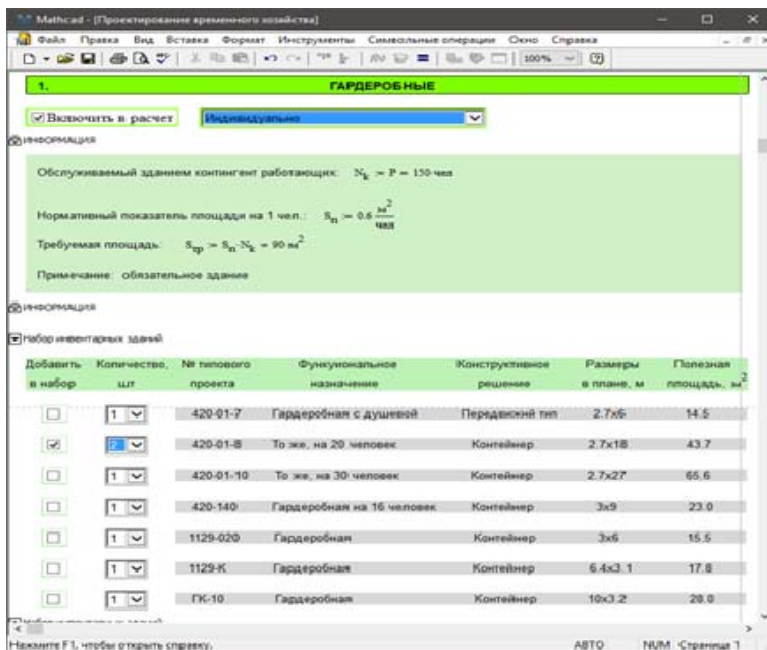 Mathcad - [Проектирование временного хозяйства]
Файл Правка Вид Вставка Формат Инструменты Символьные операции Окно Справка
100%
1. ГАРДЕРОБНЫЕ
Включить в расчет Индивидуально
ИНФОРМАЦИЯ
Обслуживаемый зданием контингент работающих: Nk := P = 150 чел
Нормативный показатель площади на 1 чел.: Sп := 0.6 м²/чел
Требуемая площадь: Sтр := Sп·Nk = 90 м²
Примечание: обязательное здание
ИНФОРМАЦИЯ
Набор инвентарных зданий
Добавить Количество, № типового Функциональное Конструктивное Размеры Полезная
в набор шт проекта назначение решение в плане, м площадь, м²
1 420-01-7 Гардеробная с душевой Передвижной тип 2.7x6 14.5
2 420-01-8 То же, на 20 человек Контейнер 2.7x18 43.7
1 420-01-10 То же, на 30 человек Контейнер 2.7x27 65.6
1 420-140 Гардеробная на 16 человек Контейнер 3x9 23.0
1 1129-020 Гардеробная Контейнер 3x6 15.5
1 1129-К Гардеробная Контейнер 6.4x3.1 17.8
1 ГК-10 Гардеробная Контейнер 10x3.2 28.0
Нажмите F1, чтобы открыть справку. АВТО NUM Страница 1